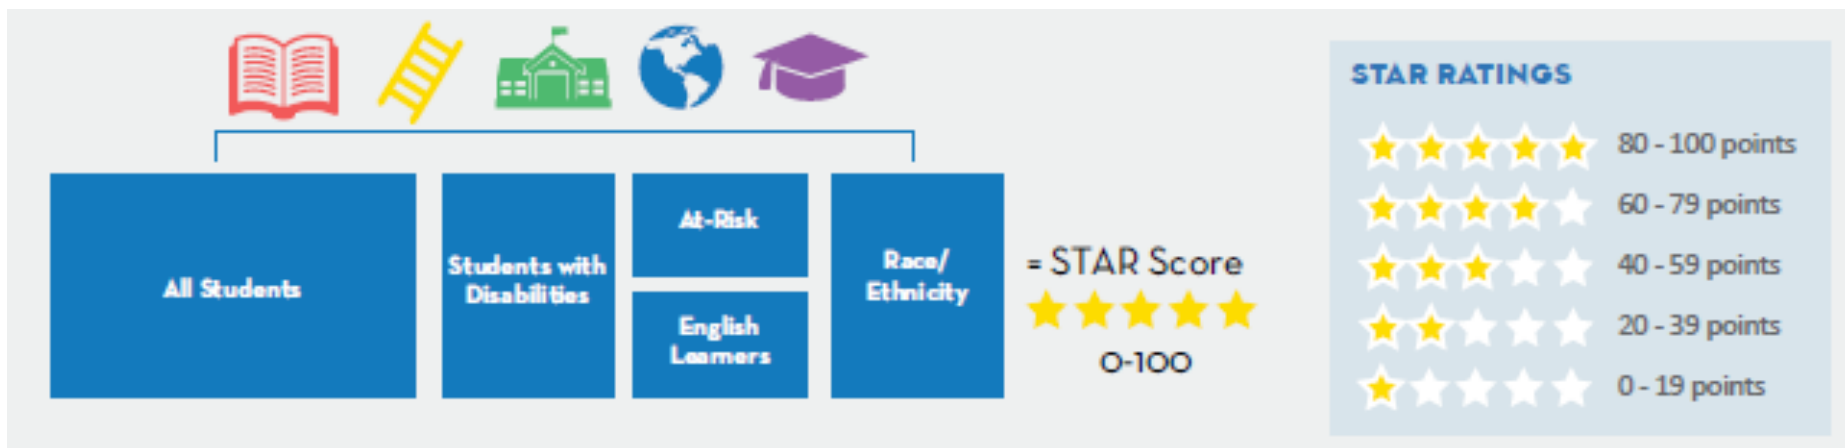 All Students
Students with
Disabilities
At-Risk
English
Learners
Race/
Ethnicity
= STAR Score
0-100
STAR RATINGS
80 - 100 points
60 - 79 points
40 - 59 points
20 - 39 points
0 - 19 points